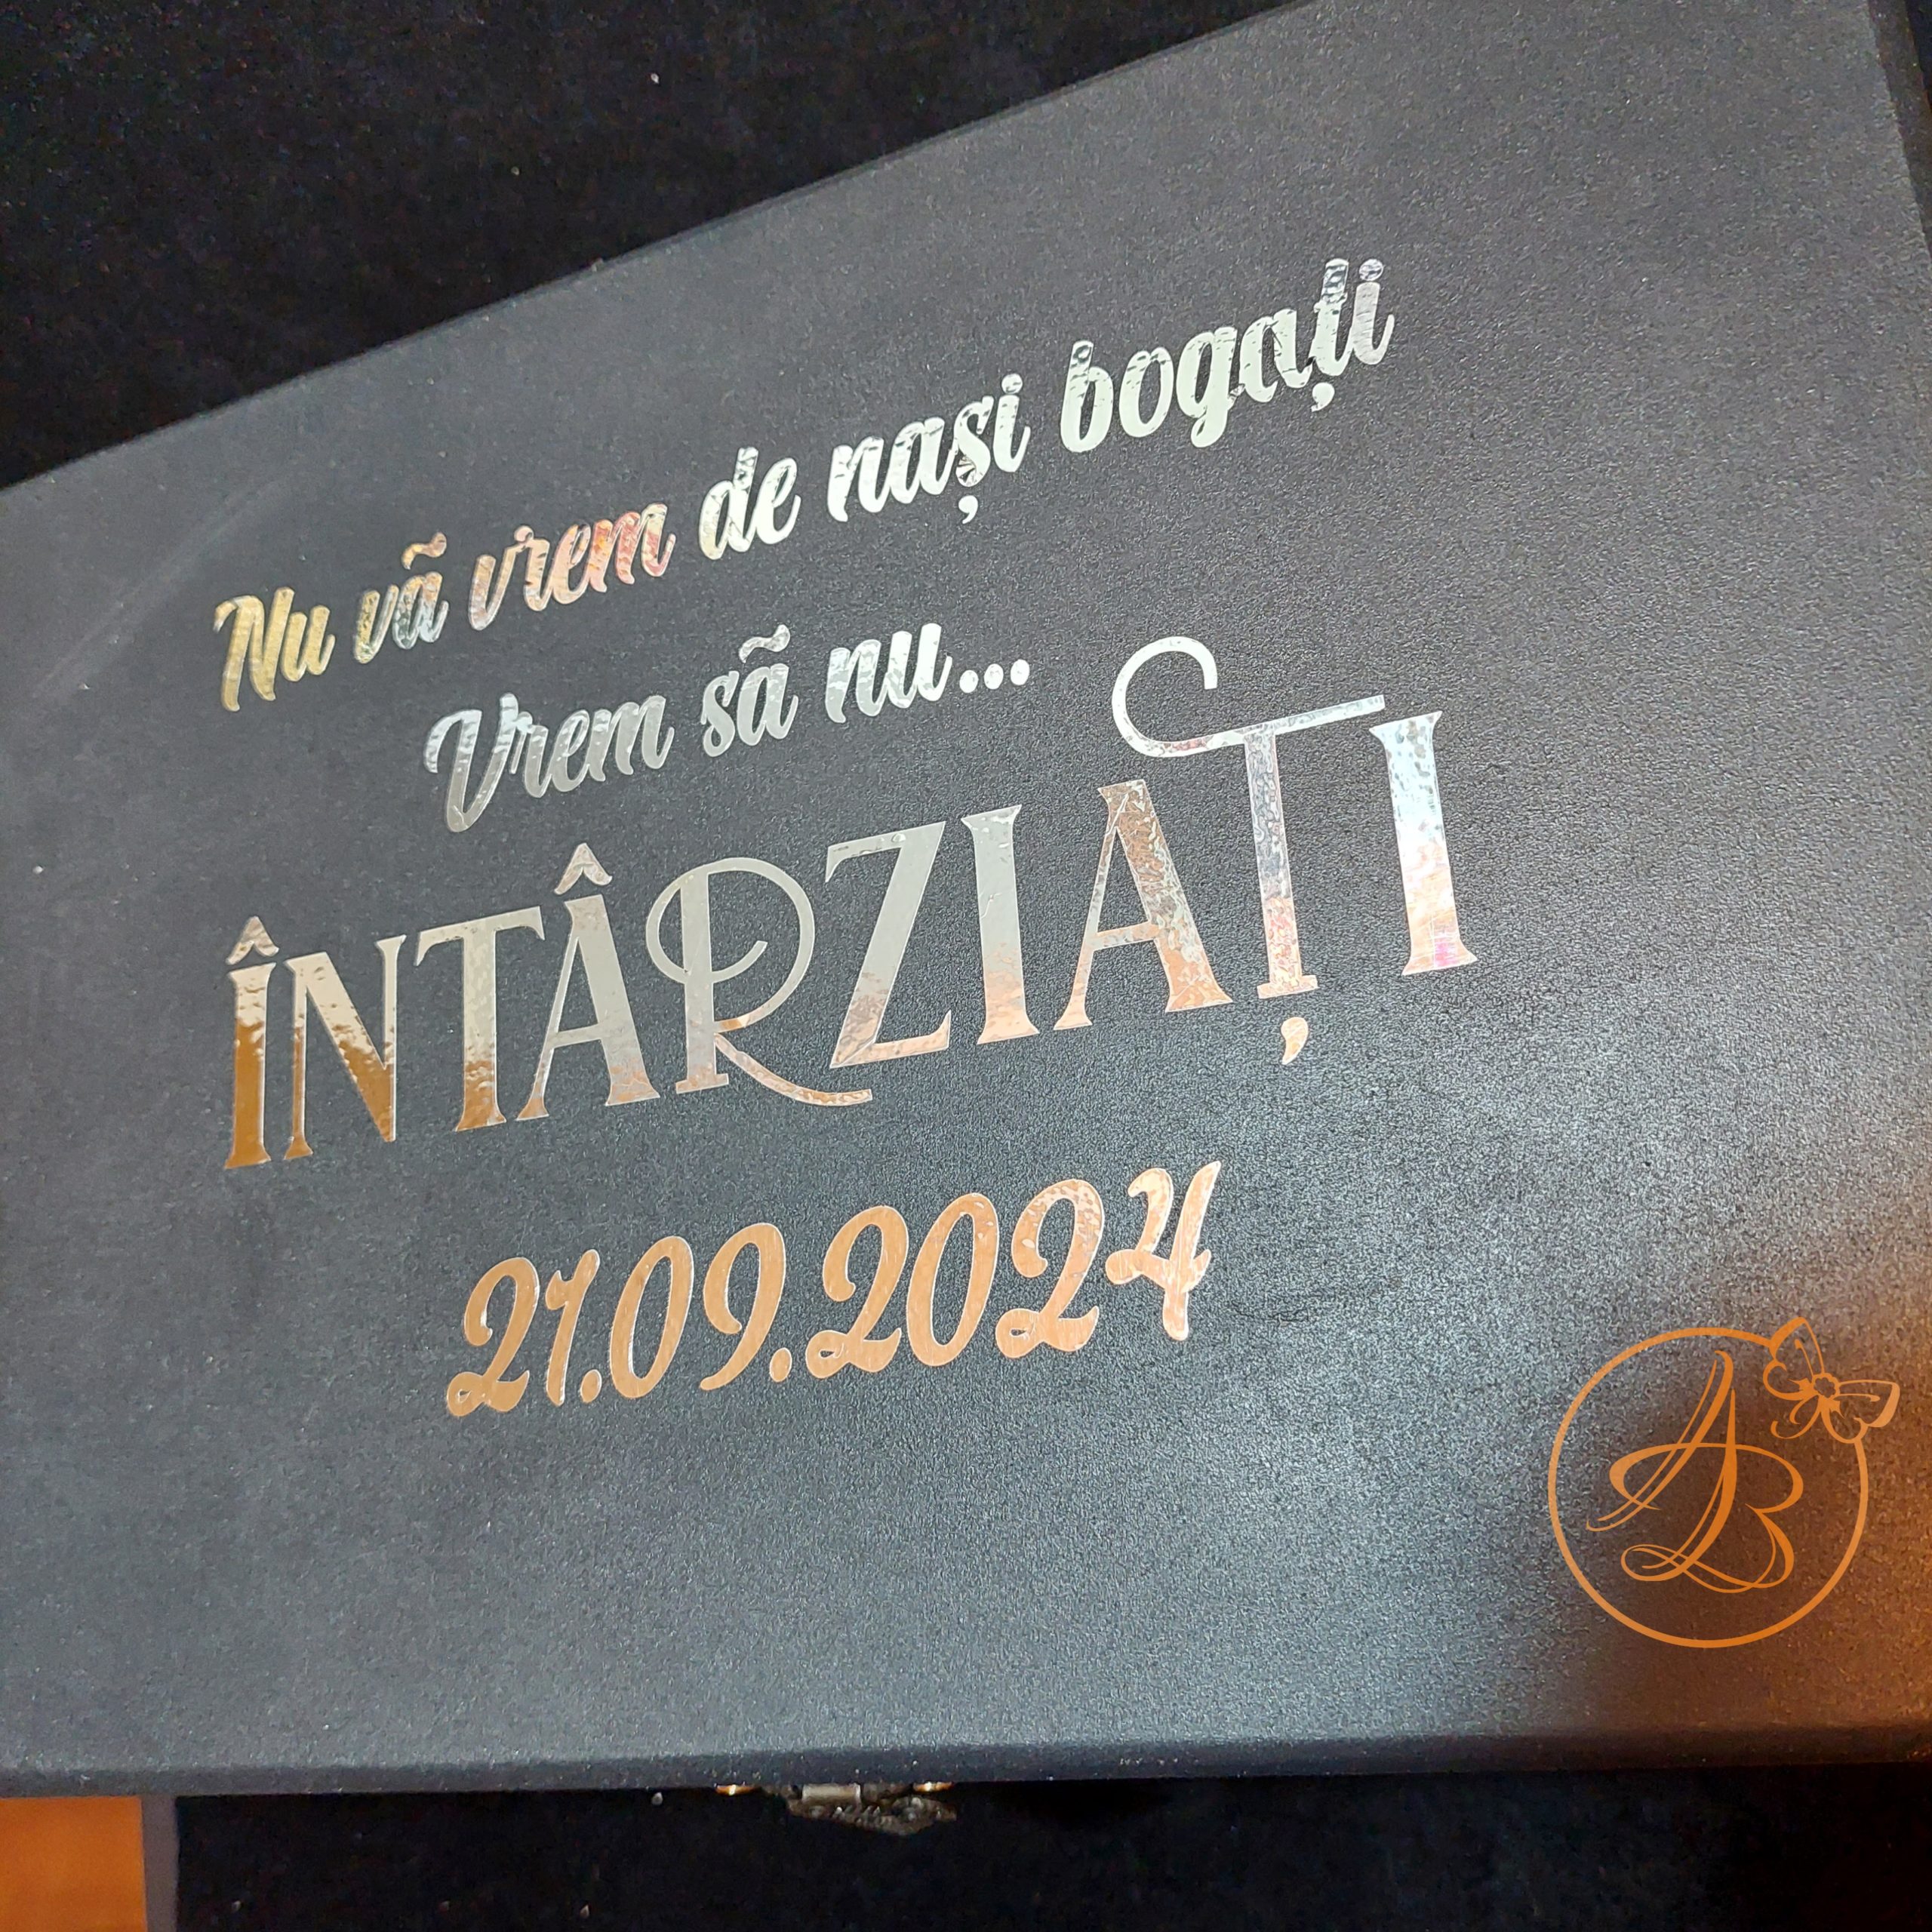 Nu vă vrem de nași bogați
Vrem să nu...
ÎNTÂRZIAȚI
21.09.2024
AB